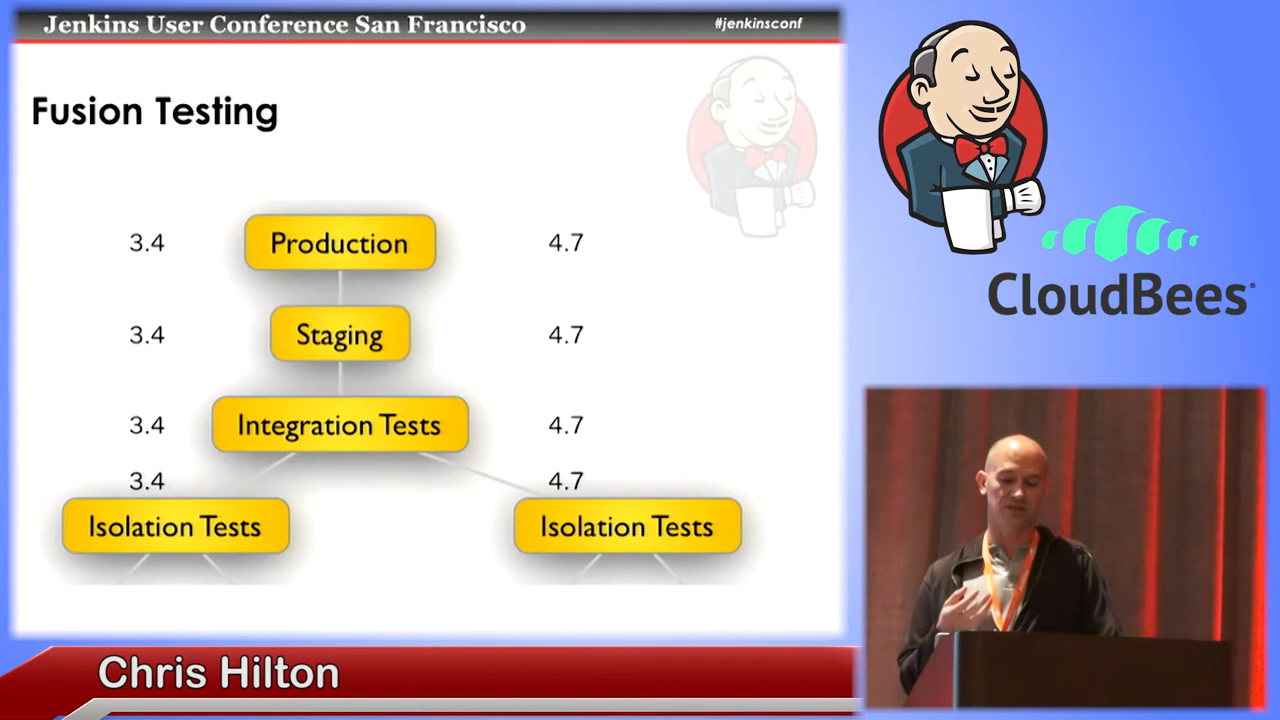 Jenkins User Conference San Francisco
#jenkinsconf
Fusion Testing
3.4 Production 4.7
3.4 Staging 4.7
3.4 Integration Tests 4.7
3.4 4.7
Isolation Tests Isolation Tests
CloudBees
Chris Hilton